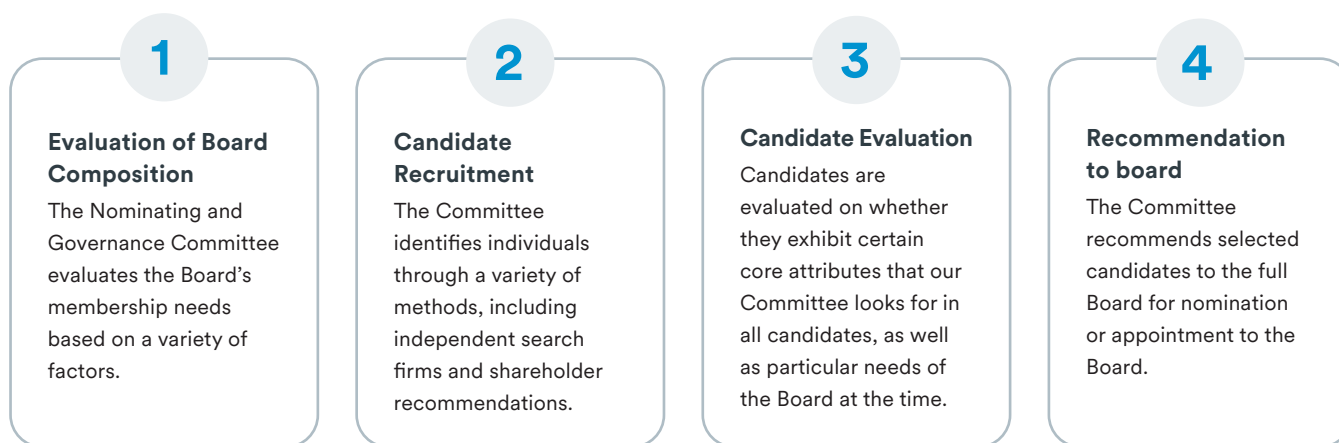 1
Evaluation of Board
Composition
The Nominating and
Governance Committee
evaluates the Board’s
membership needs
based on a variety of
factors.
2
Candidate
Recruitment
The Committee
identifies individuals
through a variety of
methods, including
independent search
firms and shareholder
recommendations.
3
Candidate Evaluation
Candidates are
evaluated on whether
they exhibit certain
core attributes that our
Committee looks for in
all candidates, as well
as particular needs of
the Board at the time.
4
Recommendation
to board
The Committee
recommends selected
candidates to the full
Board for nomination
or appointment to the
Board.